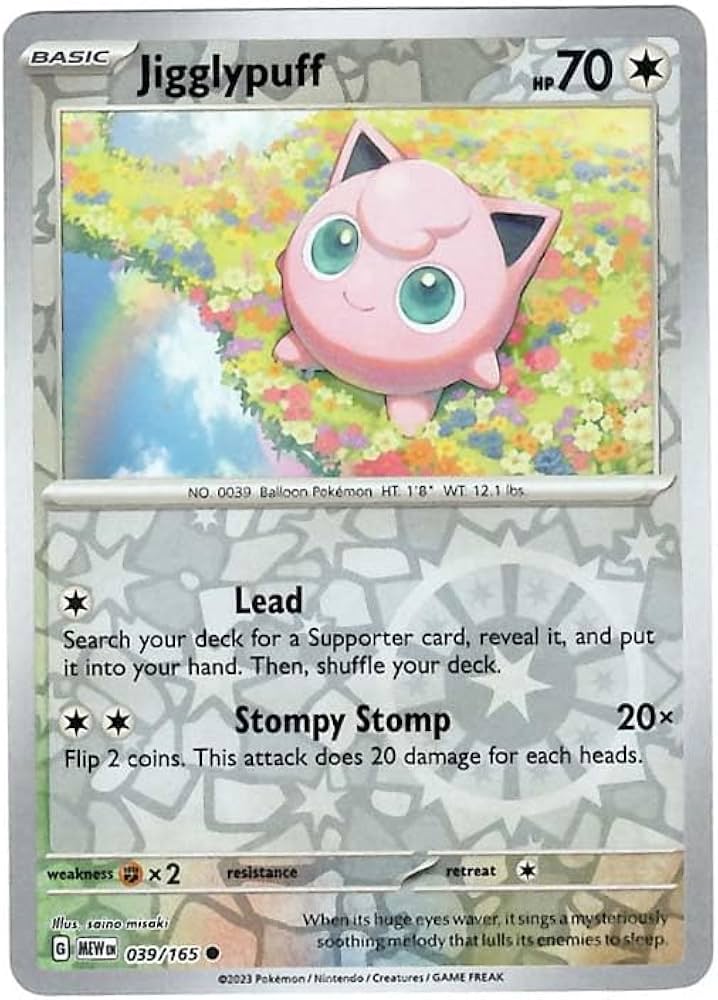 BASIC Jigglypuff HP 70
NO. 0039 Balloon Pokémon HT: 1'8" WT: 12.1 lbs.
Lead
Search your deck for a Supporter card, reveal it, and put
it into your hand. Then, shuffle your deck.
Stompy Stomp 20×
Flip 2 coins. This attack does 20 damage for each heads.
weakness ×2 resistance retreat
Illus. saino misaki
G MEW EN 039/165
When its huge eyes waver, it sings a mysteriously
soothing melody that lulls its enemies to sleep.
©2023 Pokémon / Nintendo / Creatures / GAME FREAK